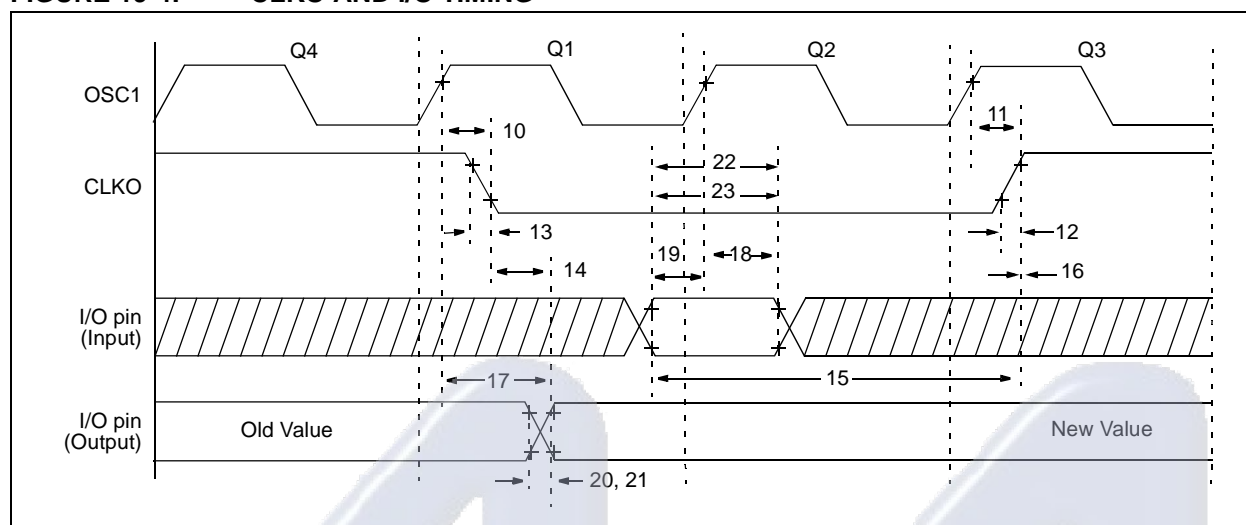 Q4 Q1 Q2 Q3
OSC1
10
11
22
CLKO
23
13
12
19
18
14
16
I/O pin
(Input)
17
15
I/O pin
(Output)
Old Value
New Value
20, 21